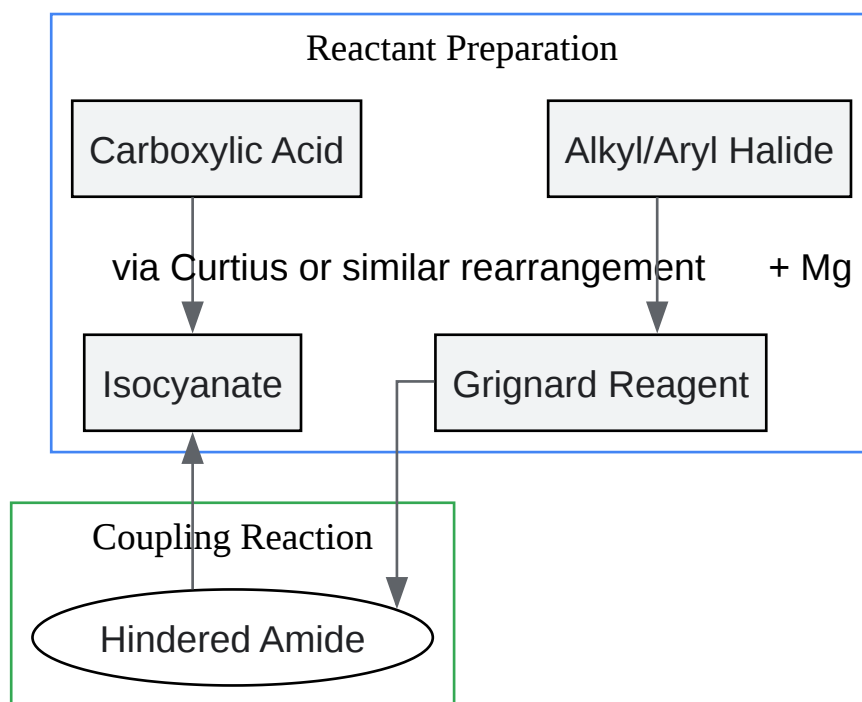 Reactant Preparation
Carboxylic Acid
Alkyl/Aryl Halide
via Curtius or similar rearrangement
+ Mg
Isocyanate
Grignard Reagent
Coupling Reaction
Hindered Amide